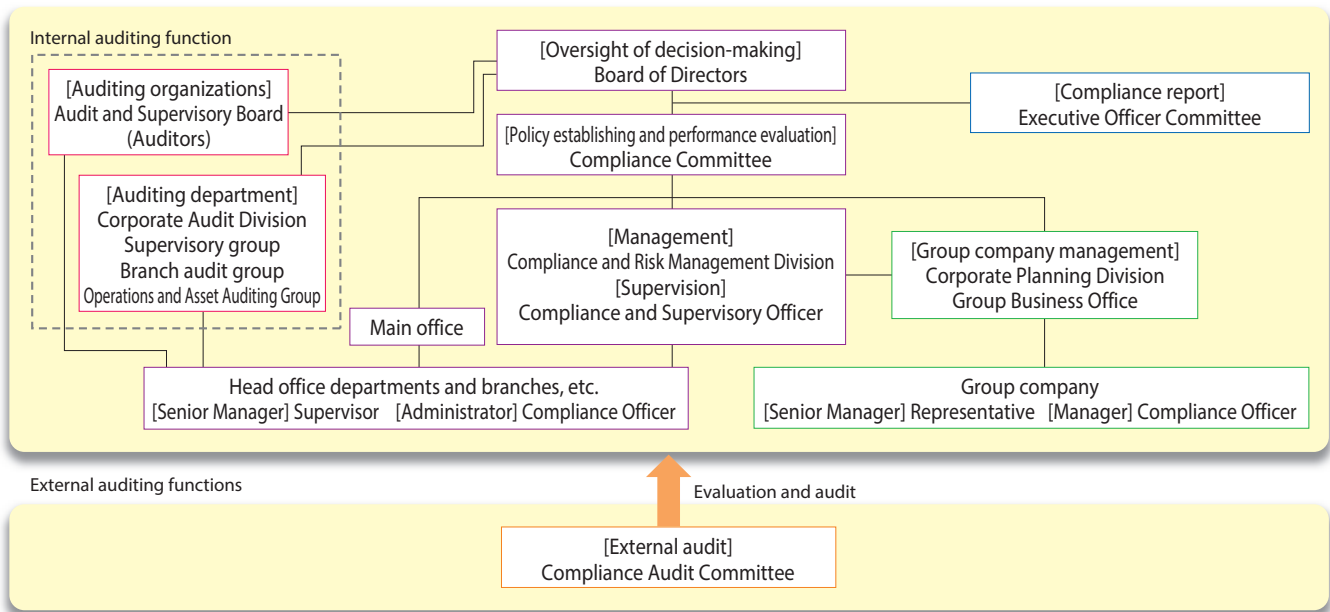 Internal auditing function
[Auditing organizations]
Audit and Supervisory Board
(Auditors)
[Auditing department]
Corporate Audit Division
Supervisory group
Branch audit group
Operations and Asset Auditing Group
[Oversight of decision-making]
Board of Directors
[Compliance report]
Executive Officer Committee
[Policy establishing and performance evaluation]
Compliance Committee
Main office
[Management]
Compliance and Risk Management Division
[Supervision]
Compliance and Supervisory Officer
[Group company management]
Corporate Planning Division
Group Business Office
Head office departments and branches, etc.
[Senior Manager] Supervisor [Administrator] Compliance Officer
Group company
[Senior Manager] Representative [Manager] Compliance Officer
External auditing functions
Evaluation and audit
[External audit]
Compliance Audit Committee